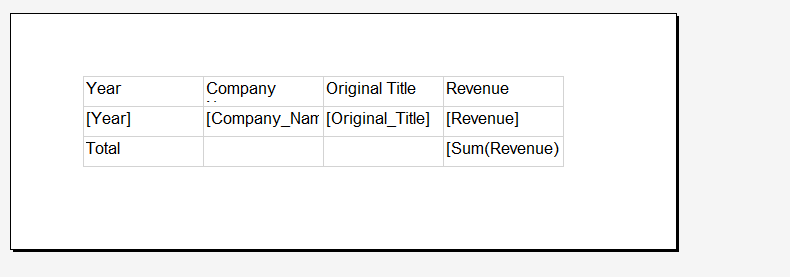 Year Company Original Title Revenue
[Year] [Company_Nam [Original_Title] [Revenue]
Total [Sum(Revenue)